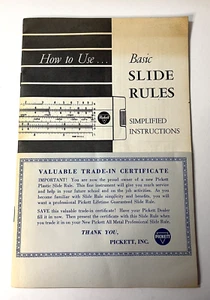 How to Use...
Basic
SLIDE
RULES
SIMPLIFIED
INSTRUCTIONS
Pickett
VALUABLE TRADE-IN CERTIFICATE
IMPORTANT! You are now the proud owner of a new Pickett
Plastic Slide Rule. This fine instrument will give you much service
and help in your future school and on the job activities. As you
become familiar with Slide Rule simplicity and benefits, you will
want a professional Pickett Lifetime Guaranteed Slide Rule.
SAVE this valuable trade-in certificate! Have your Pickett Dealer
fill it in now. Then present the certificate with this Slide Rule when
you trade it in on your New Pickett All Metal Professional Slide Rule.
THANK YOU,
PICKETT, INC.
PICKETT